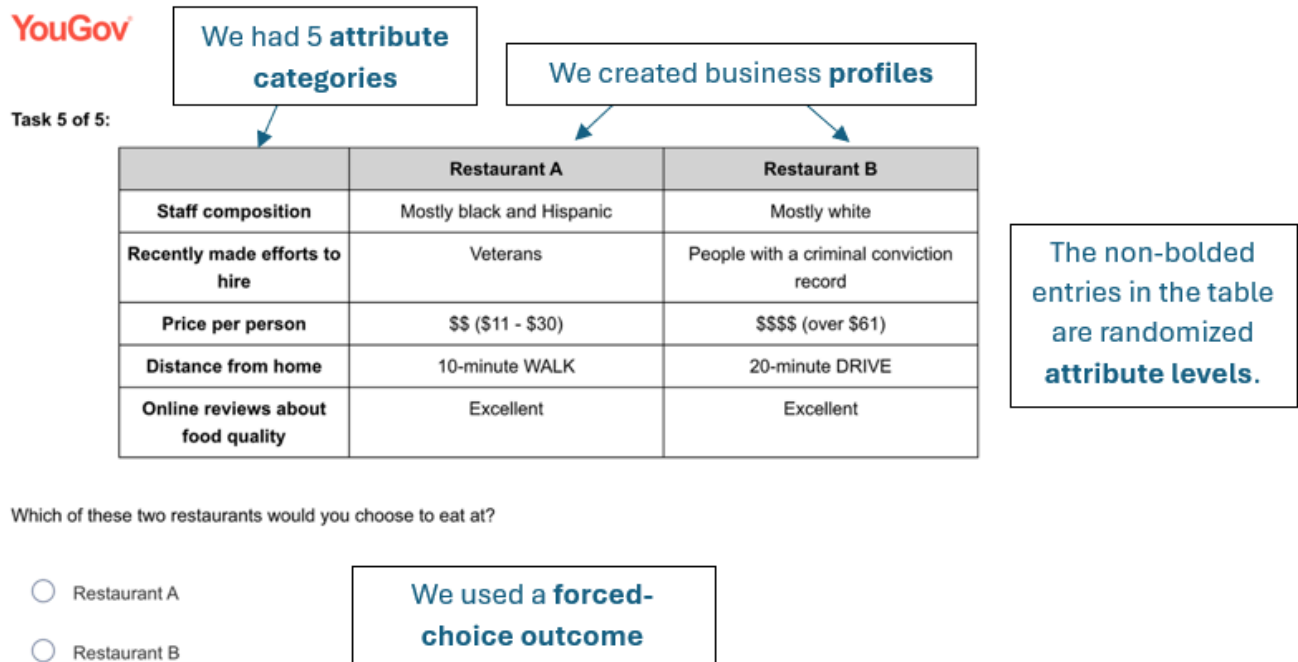 YouGov
We had 5 attribute
categories
We created business profiles
Task 5 of 5:
Restaurant A
Restaurant B
Staff composition
Mostly black and Hispanic
Mostly white
Recently made efforts to
hire
Veterans
People with a criminal conviction
record
Price per person
$$ ($11 - $30)
$$$$ (over $61)
Distance from home
10-minute WALK
20-minute DRIVE
Online reviews about
food quality
Excellent
Excellent
The non-bolded
entries in the table
are randomized
attribute levels.
Which of these two restaurants would you choose to eat at?
Restaurant A
Restaurant B
We used a forced-
choice outcome